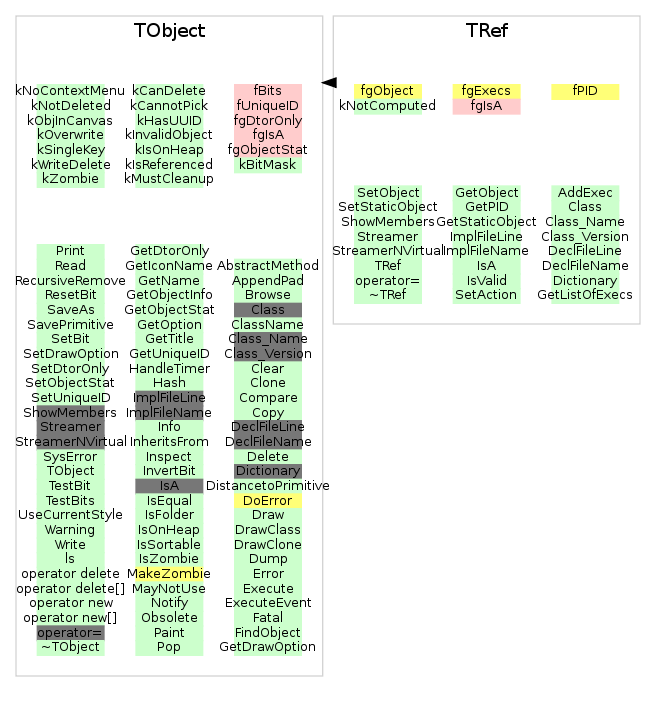 TObject
kNoContextMenu kCanDelete fBits
kNotDeleted kCannotPick fUniqueID
kObjInCanvas kHasUUID fgDtorOnly
kOverwrite kInvalidObject fgIsA
kSingleKey kIsOnHeap fgObjectStat
kWriteDelete kIsReferenced kBitMask
kZombie kMustCleanup
Print GetDtorOnly
Read GetIconName AbstractMethod
RecursiveRemove GetName AppendPad
ResetBit GetObjectInfo Browse
SaveAs GetObjectStat Class
SavePrimitive GetOption ClassName
SetBit GetTitle Class_Name
SetDrawOption GetUniqueID Class_Version
SetDtorOnly HandleTimer Clear
SetObjectStat Hash Clone
SetUniqueID ImplFileLine Compare
ShowMembers ImplFileName Copy
Streamer Info DeclFileLine
StreamerNVirtual InheritsFrom DeclFileName
SysError Inspect Delete
TObject InvertBit Dictionary
TestBit IsA DistancetoPrimitive
TestBits IsEqual DoError
UseCurrentStyle IsFolder Draw
Warning IsOnHeap DrawClass
Write IsSortable DrawClone
ls IsZombie Dump
operator delete MakeZombie Error
operator delete[] MayNotUse Execute
operator new Notify ExecuteEvent
operator new[] Obsolete Fatal
operator= Paint FindObject
~TObject Pop GetDrawOption
TRef
fgObject fgExecs fPID
kNotComputed fgIsA
SetObject GetObject AddExec
SetStaticObject GetPID Class
ShowMembers GetStaticObject Class_Name
Streamer ImplFileLine Class_Version
StreamerNVirtual ImplFileName DeclFileLine
TRef IsA DeclFileName
operator= IsValid Dictionary
~TRef SetAction GetListOfExecs